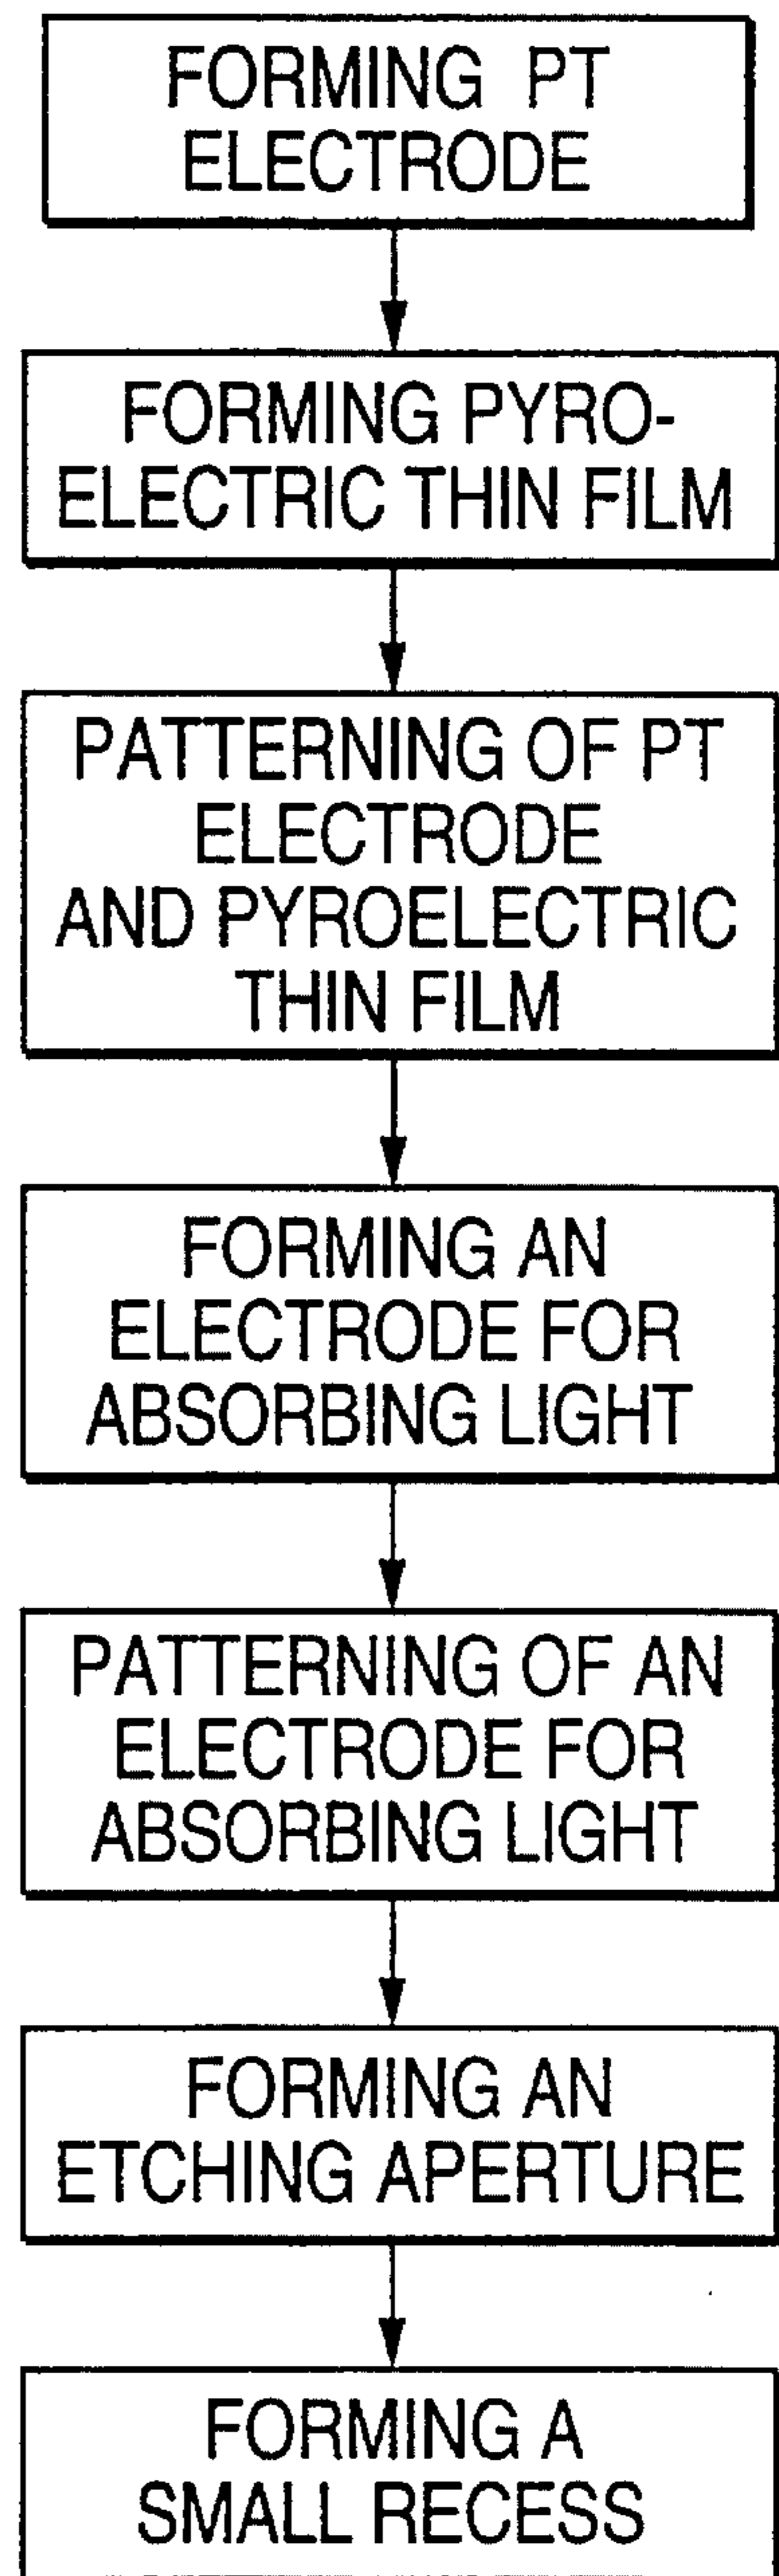 FORMING PT
ELECTRODE
FORMING PYRO-
ELECTRIC THIN FILM
PATTERNING OF PT
ELECTRODE
AND PYROELECTRIC
THIN FILM
FORMING AN
ELECTRODE FOR
ABSORBING LIGHT
PATTERNING OF AN
ELECTRODE FOR
ABSORBING LIGHT
FORMING AN
ETCHING APERTURE
FORMING A
SMALL RECESS